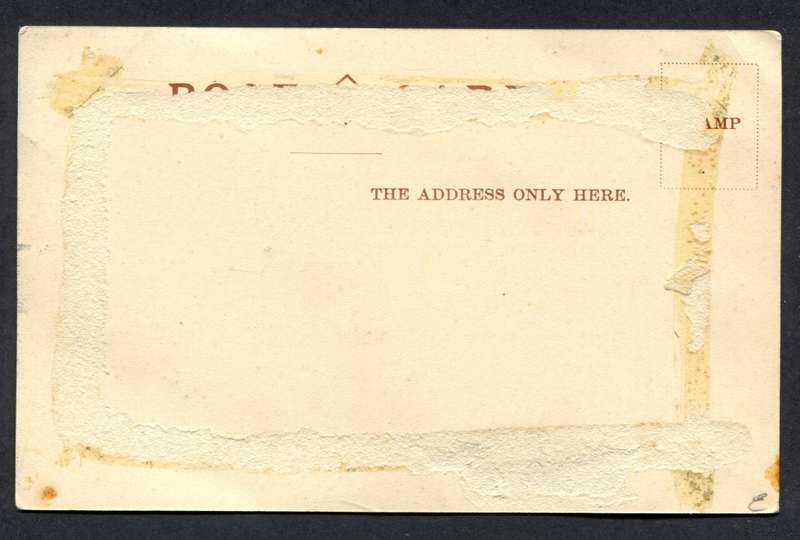 AMP
THE ADDRESS ONLY HERE.